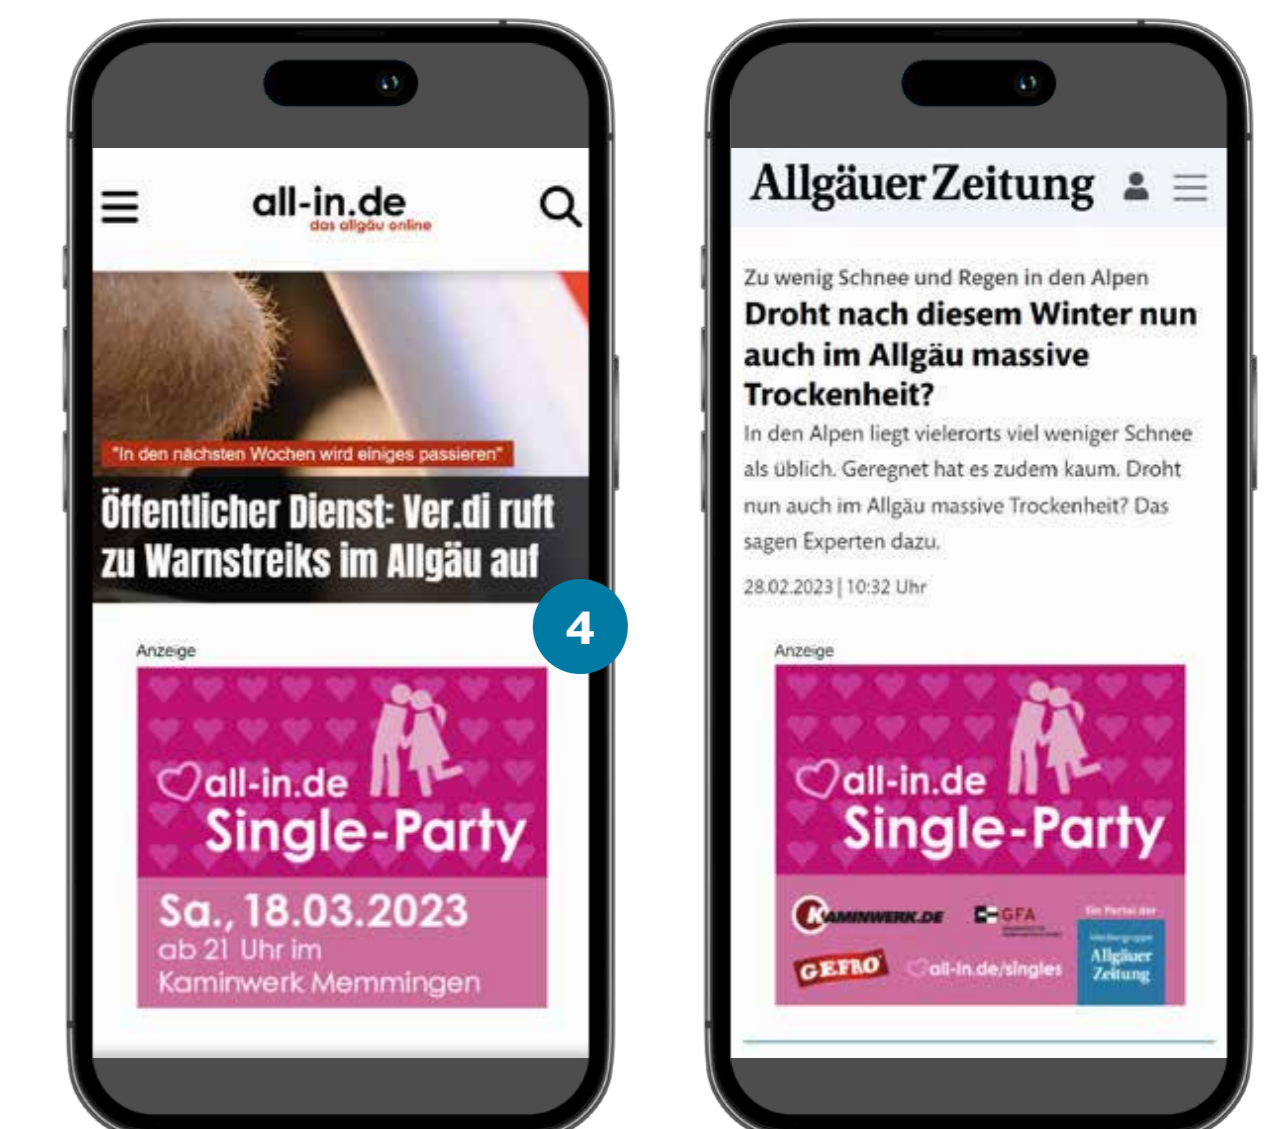 all-in.de
das allgäu online
"In den nächsten Wochen wird einiges passieren"
Öffentlicher Dienst: Ver.di ruft
zu Warnstreiks im Allgäu auf
4
Anzeige
all-in.de
Single-Party
Sa., 18.03.2023
ab 21 Uhr im
Kaminwerk Memmingen
Allgäuer Zeitung
Zu wenig Schnee und Regen in den Alpen
Droht nach diesem Winter nun
auch im Allgäu massive
Trockenheit?
In den Alpen liegt vielerorts viel weniger Schnee
als üblich. Geregnet hat es zudem kaum. Droht
nun auch im Allgäu massive Trockenheit? Das
sagen Experten dazu.
28.02.2023 | 10:32 Uhr
Anzeige
all-in.de
Single-Party
KAMINWERK.DE
GFA
Ein Portal der
Mediengruppe
Allgäuer
Zeitung
GEFRO
all-in.de/singles